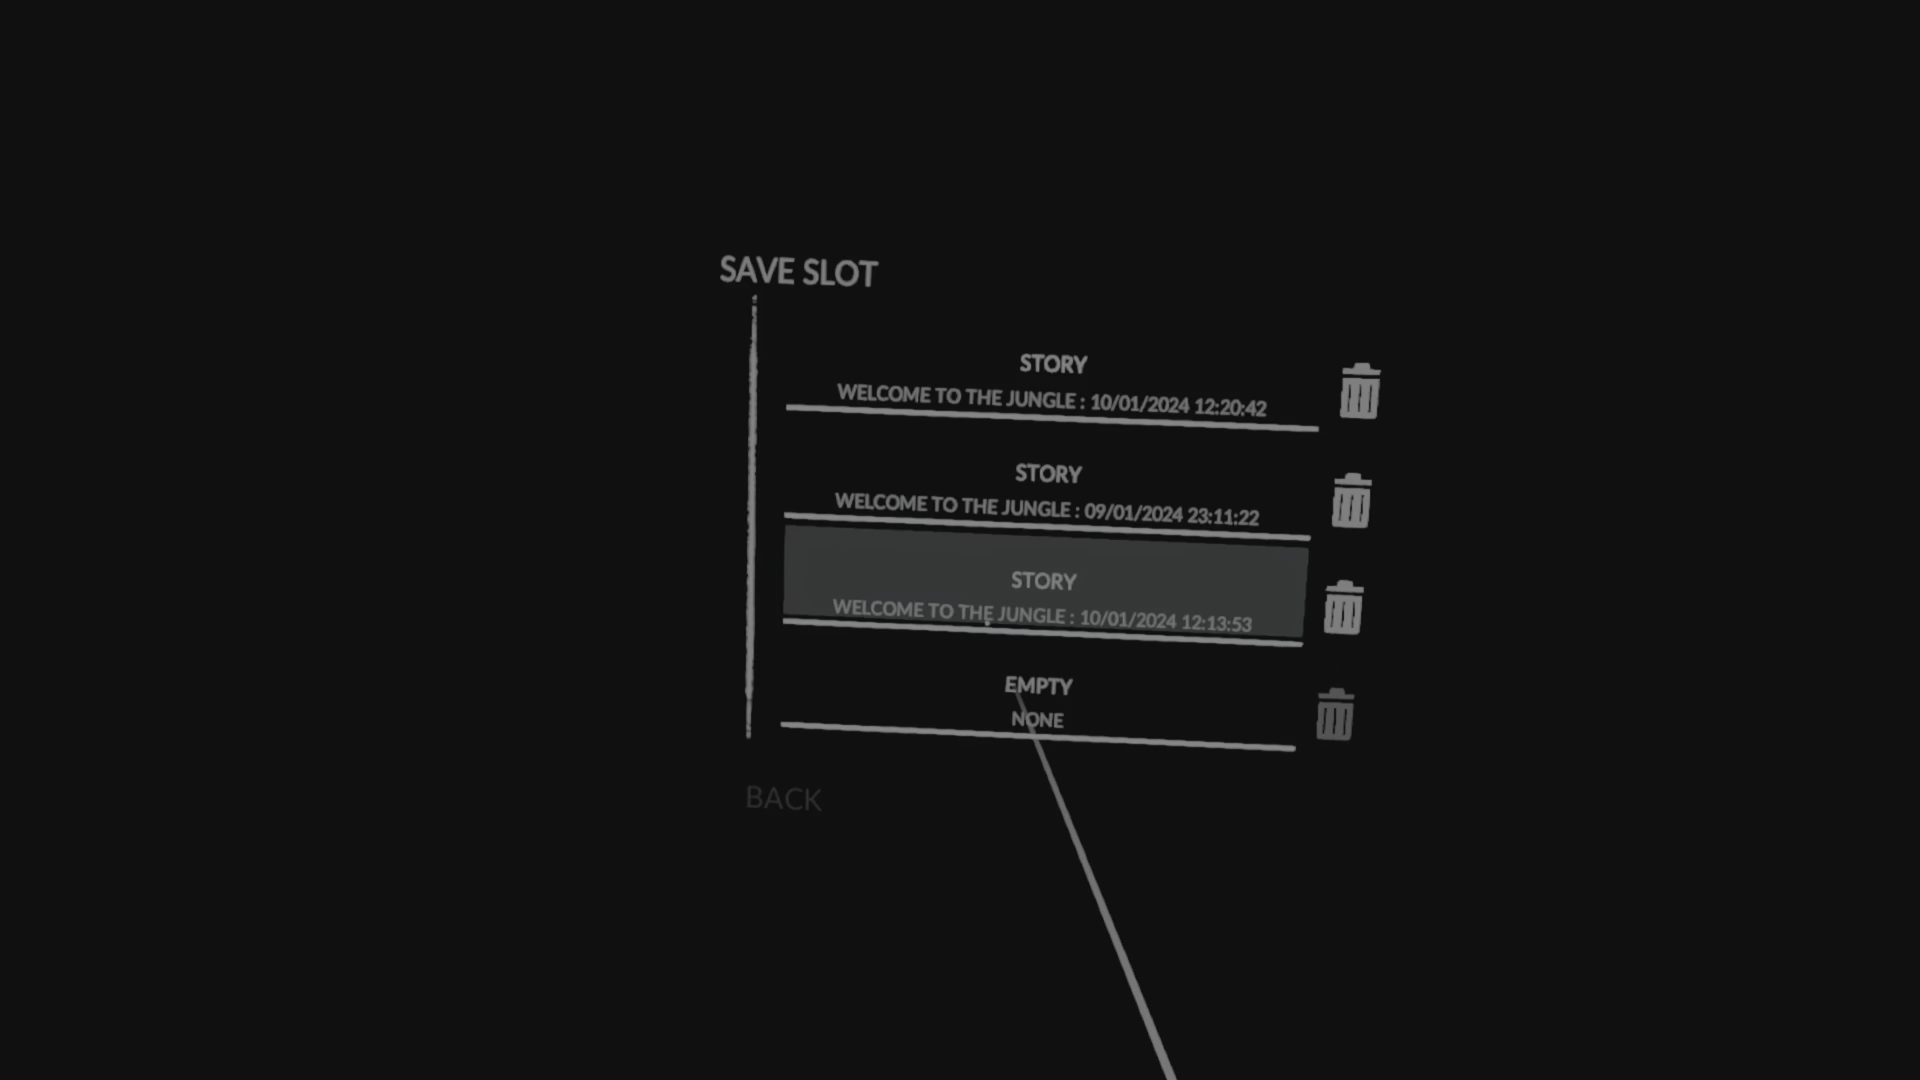 SAVE SLOT
STORY
WELCOME TO THE JUNGLE : 10/01/2024 12:20:42
STORY
WELCOME TO THE JUNGLE : 09/01/2024 23:11:22
STORY
WELCOME TO THE JUNGLE : 10/01/2024 12:13:53
EMPTY
NONE
BACK